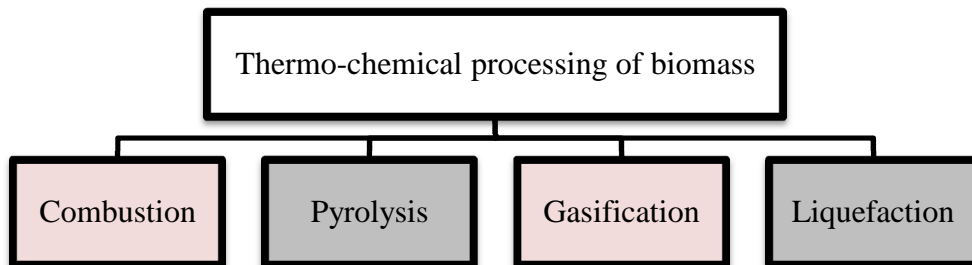 Thermo-chemical processing of biomass
Combustion
Pyrolysis
Gasification
Liquefaction